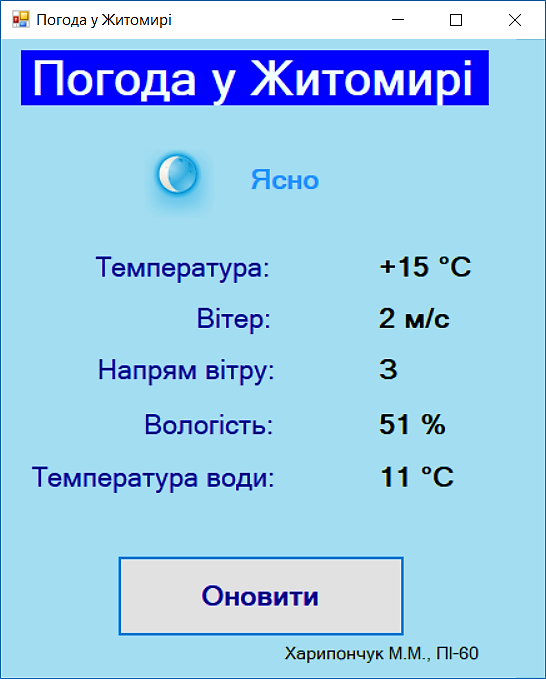 Погода у Житомирі
Погода у Житомирі
Ясно
Температура: +15 °C
Вітер: 2 м/с
Напрям вітру: З
Вологість: 51 %
Температура води: 11 °C
Оновити
Харипончук М.М., ПІ-60